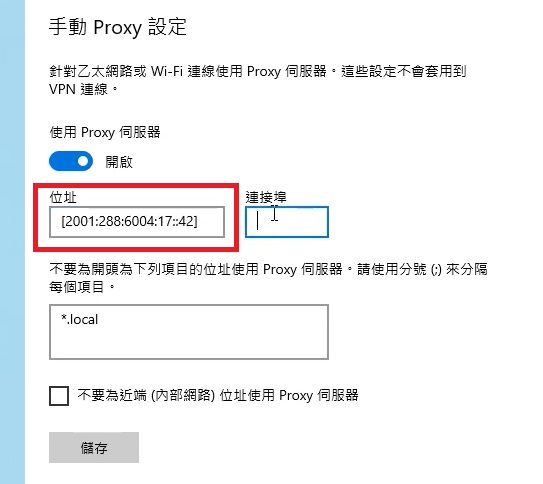 手動 Proxy 設定
針對乙太網路或 Wi-Fi 連線使用 Proxy 伺服器。這些設定不會套用到
VPN 連線。
使用 Proxy 伺服器
開啟
位址 連接埠
[2001:288:6004:17::42]
不要為開頭為下列項目的位址使用 Proxy 伺服器。請使用分號 (;) 來分隔
每個項目。
*.local
不要為近端 (內部網路) 位址使用 Proxy 伺服器
儲存